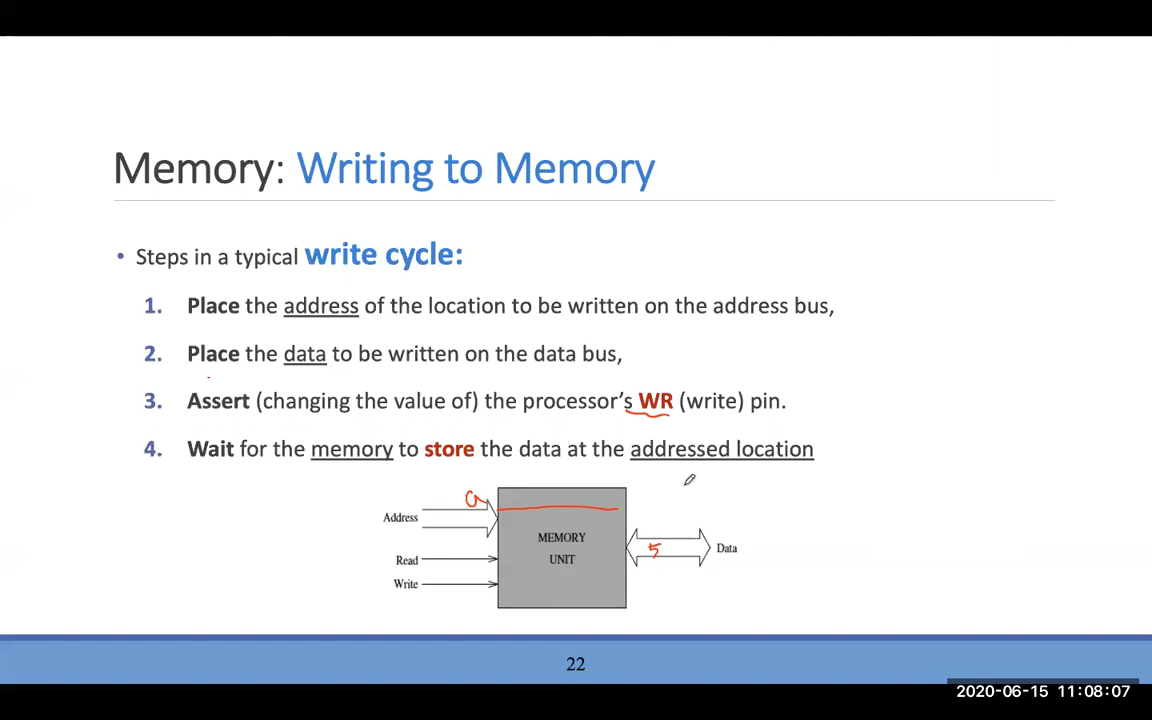 Memory: Writing to Memory
• Steps in a typical write cycle:
1. Place the address of the location to be written on the address bus,
2. Place the data to be written on the data bus,
3. Assert (changing the value of) the processor's WR (write) pin.
4. Wait for the memory to store the data at the addressed location
a
Address
MEMORY
UNIT
5
Data
Read
Write
22
2020-06-15 11:08:07